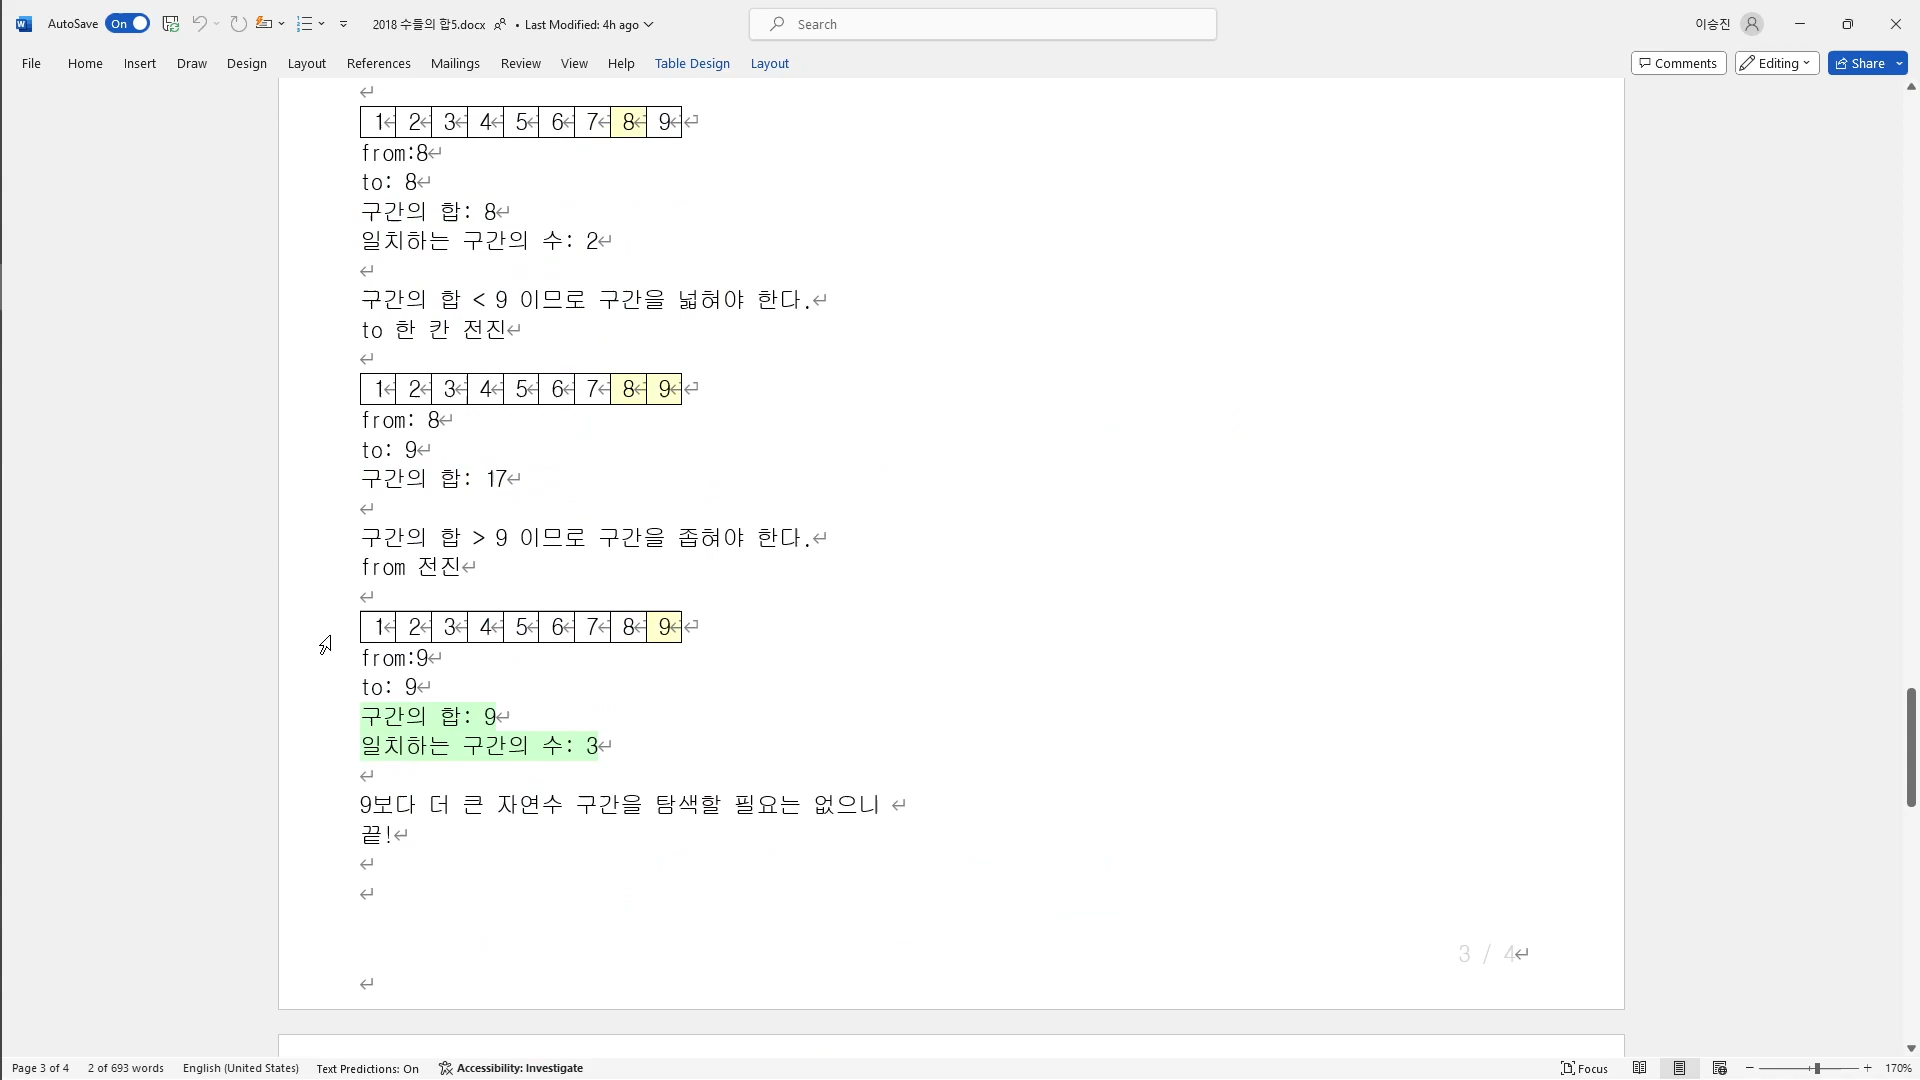 AutoSave On 2018 수들의 합5.docx • Last Modified: 4h ago Search 이승진
File Home Insert Draw Design Layout References Mailings Review View Help Table Design Layout Comments Editing Share
1 2 3 4 5 6 7 8 9
from:8
to: 8
구간의 합: 8
일치하는 구간의 수: 2
구간의 합 < 9 이므로 구간을 넓혀야 한다.
to 한 칸 전진
1 2 3 4 5 6 7 8 9
from: 8
to: 9
구간의 합: 17
구간의 합 > 9 이므로 구간을 좁혀야 한다.
from 전진
1 2 3 4 5 6 7 8 9
from:9
to: 9
구간의 합: 9
일치하는 구간의 수: 3
9보다 더 큰 자연수 구간을 탐색할 필요는 없으니
끝!
3 / 4
Page 3 of 4 2 of 693 words English (United States) Text Predictions: On Accessibility: Investigate Focus 170%